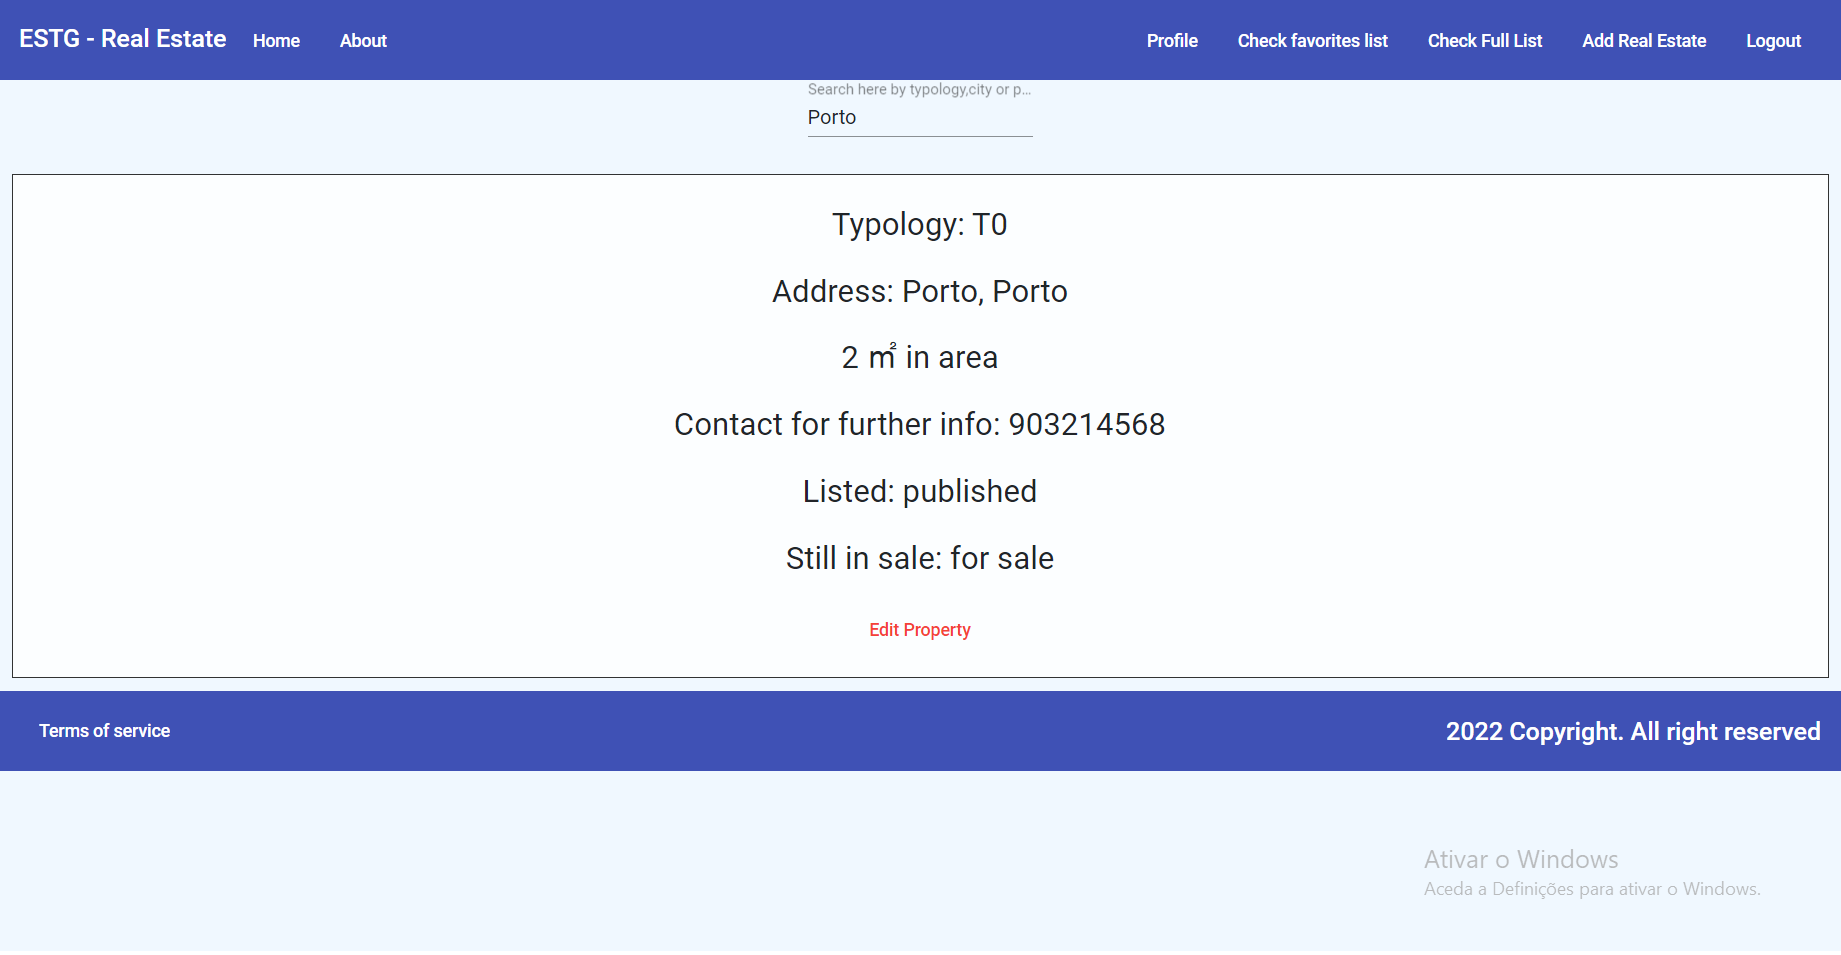 ESTG - Real Estate Home About Profile Check favorites list Check Full List Add Real Estate Logout
Search here by typology,city or p...
Porto
Typology: T0
Address: Porto, Porto
2 ㎡ in area
Contact for further info: 903214568
Listed: published
Still in sale: for sale
Edit Property
Terms of service 2022 Copyright. All right reserved
Ativar o Windows
Aceda a Definições para ativar o Windows.